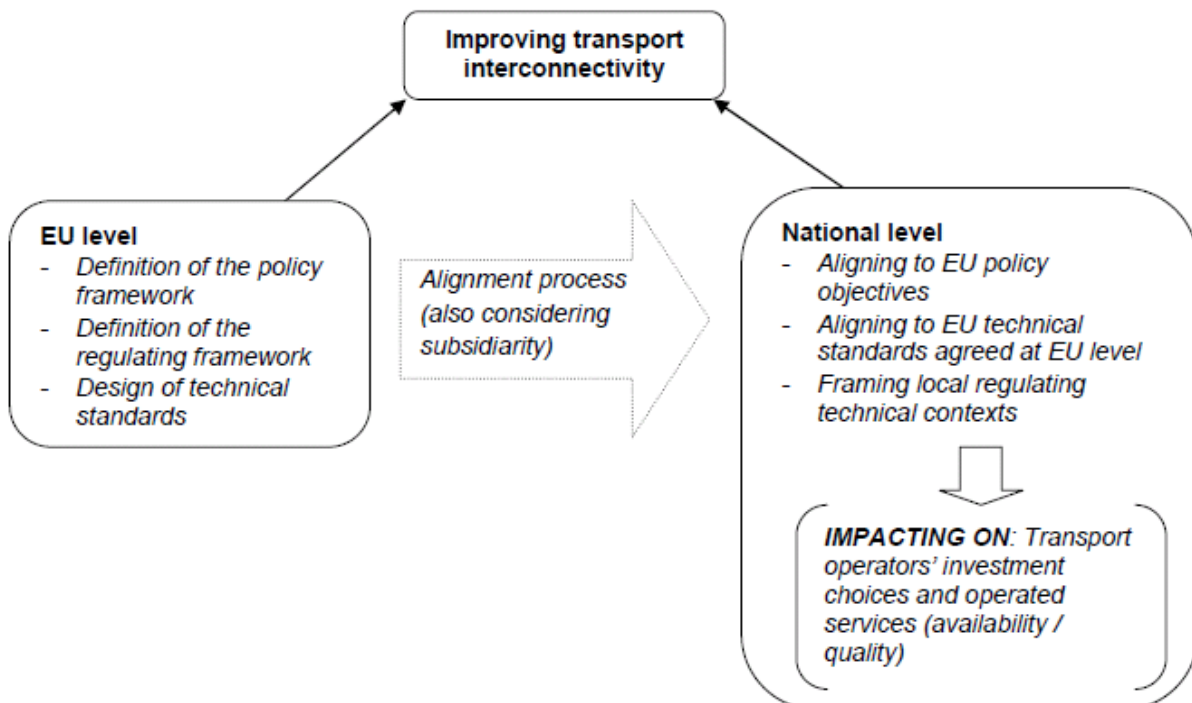 Improving transport
interconnectivity
EU level
- Definition of the policy
framework
- Definition of the
regulating framework
- Design of technical
standards
Alignment process
(also considering
subsidiarity)
National level
- Aligning to EU policy
objectives
- Aligning to EU technical
standards agreed at EU level
- Framing local regulating
technical contexts
IMPACTING ON: Transport
operators' investment
choices and operated
services (availability /
quality)